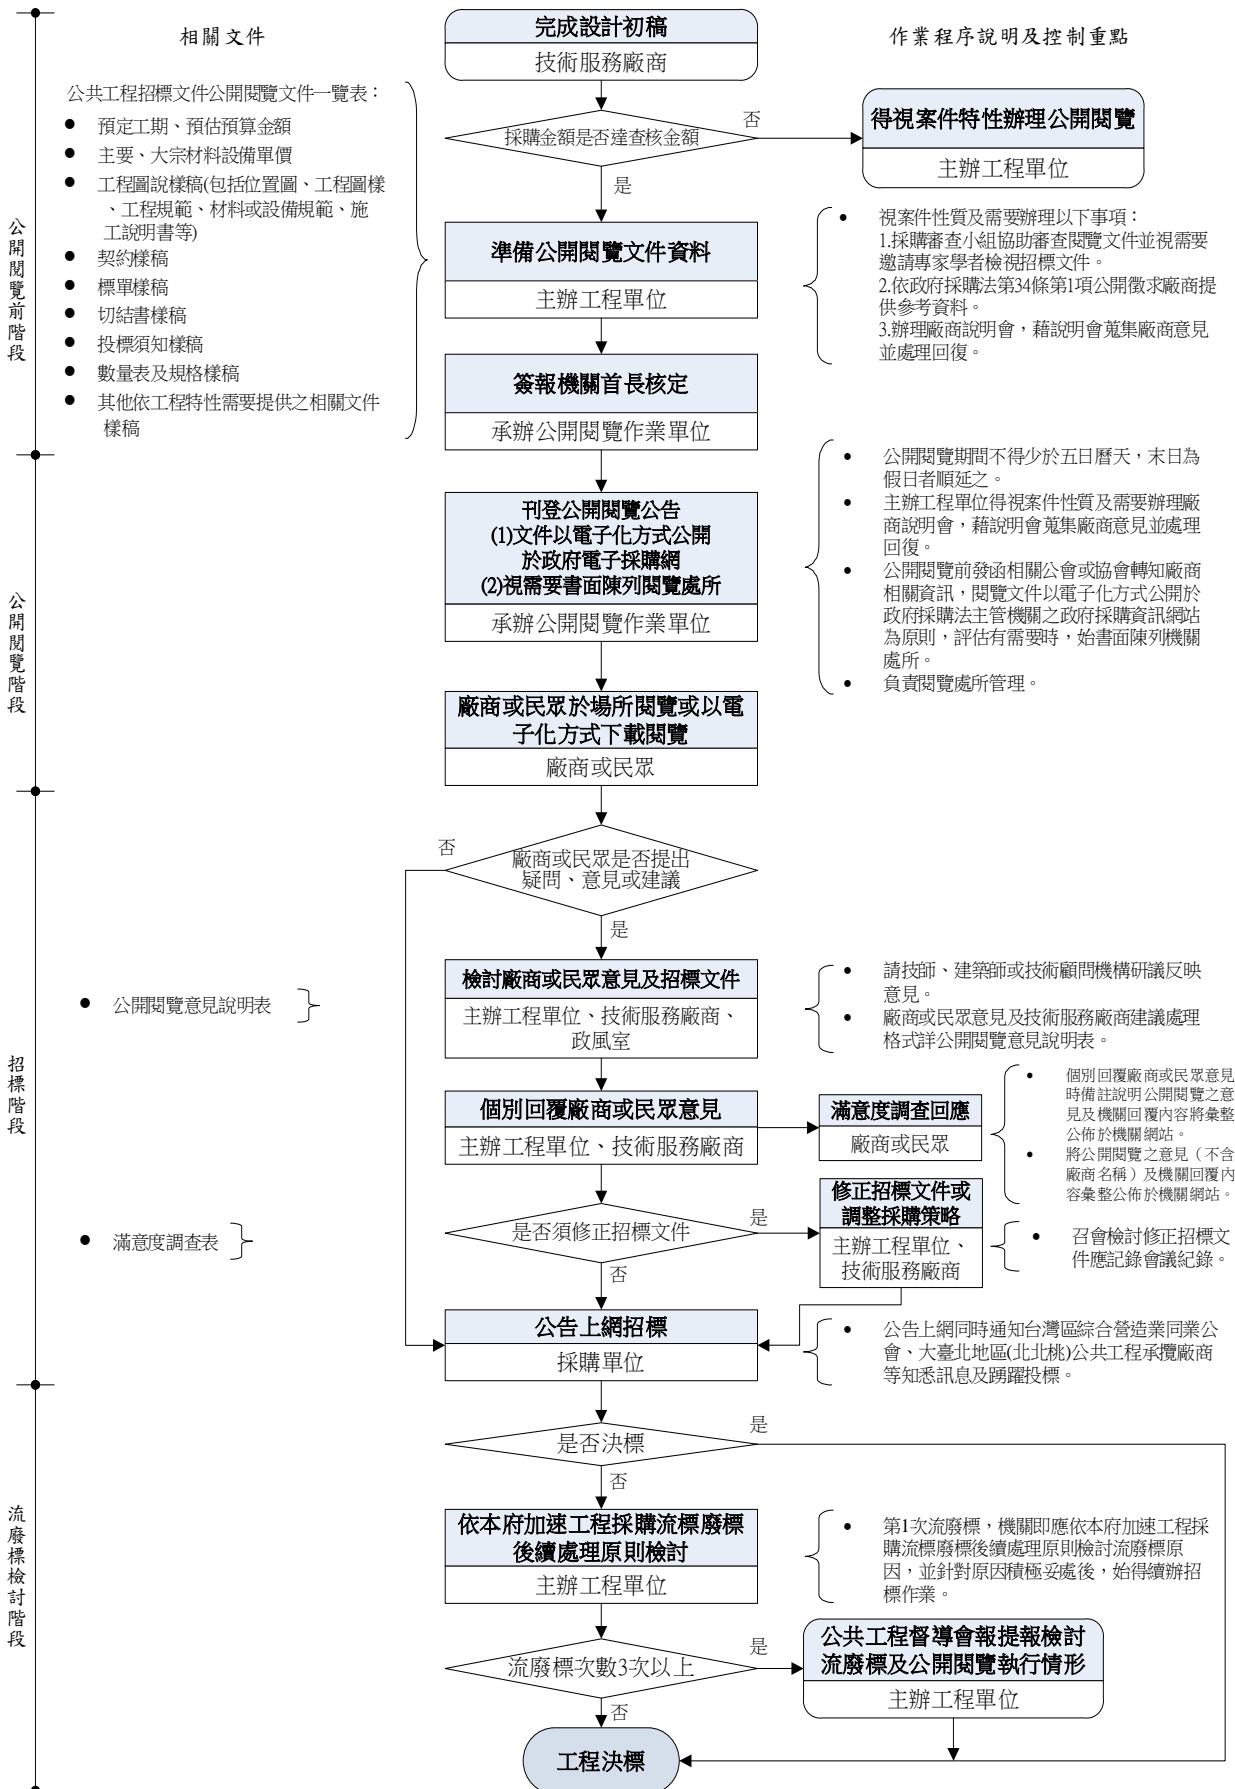 相關文件
作業程序說明及控制重點
公開閱覽前階段
公開閱覽階段
招標階段
流廢標檢討階段
完成設計初稿
技術服務廠商
公共工程招標文件公開閱覽文件一覽表：
● 預定工期、預估預算金額
● 主要、大宗材料設備單價
● 工程圖說樣稿(包括位置圖、工程圖樣
、工程規範、材料或設備規範、施
工說明書等)
● 契約樣稿
● 標單樣稿
● 切結書樣稿
● 投標須知樣稿
● 數量表及規格樣稿
● 其他依工程特性需要提供之相關文件
樣稿
採購金額是否達查核金額
否
得視案件特性辦理公開閱覽
主辦工程單位
是
準備公開閱覽文件資料
主辦工程單位
● 視案件性質及需要辦理以下事項：
1.採購審查小組協助審查閱覽文件並視需要
邀請專家學者檢視招標文件。
2.依政府採購法第34條第1項公開徵求廠商提
供參考資料。
3.辦理廠商說明會，藉說明會蒐集廠商意見
並處理回復。
簽報機關首長核定
承辦公開閱覽作業單位
刊登公開閱覽公告
(1)文件以電子化方式公開
於政府電子採購網
(2)視需要書面陳列閱覽處所
承辦公開閱覽作業單位
● 公開閱覽期間不得少於五日曆天，末日為
假日者順延之。
● 主辦工程單位得視案件性質及需要辦理廠
商說明會，藉說明會蒐集廠商意見並處理
回復。
● 公開閱覽前發函相關公會或協會轉知廠商
相關資訊，閱覽文件以電子化方式公開於
政府採購法主管機關之政府採購資訊網站
為原則，評估有需要時，始書面陳列機關
處所。
● 負責閱覽處所管理。
廠商或民眾於場所閱覽或以電
子化方式下載閱覽
廠商或民眾
廠商或民眾是否提出
疑問、意見或建議
否
是
檢討廠商或民眾意見及招標文件
主辦工程單位、技術服務廠商、
政風室
● 公開閱覽意見說明表
● 請技師、建築師或技術顧問機構研議反映
意見。
● 廠商或民眾意見及技術服務廠商建議處理
格式詳公開閱覽意見說明表。
個別回覆廠商或民眾意見
主辦工程單位、技術服務廠商
滿意度調查回應
廠商或民眾
● 個別回覆廠商或民眾意見
時備註說明公開閱覽之意
見及機關回覆內容將彙整
公佈於機關網站。
● 將公開閱覽之意見（不含
廠商名稱）及機關回覆內
容彙整公佈於機關網站。
● 滿意度調查表
是否須修正招標文件
是
修正招標文件或
調整採購策略
主辦工程單位、
技術服務廠商
● 召會檢討修正招標文
件應記錄會議紀錄。
否
公告上網招標
採購單位
● 公告上網同時通知台灣區綜合營造業同業公
會、大臺北地區(北北桃)公共工程承攬廠商
等知悉訊息及踴躍投標。
是否決標
是
否
依本府加速工程採購流標廢標
後續處理原則檢討
主辦工程單位
● 第1次流廢標，機關即應依本府加速工程採
購流標廢標後續處理原則檢討流廢標原
因，並針對原因積極妥處後，始得續辦招
標作業。
流廢標次數3次以上
是
公共工程督導會報提報檢討
流廢標及公開閱覽執行情形
主辦工程單位
否
工程決標